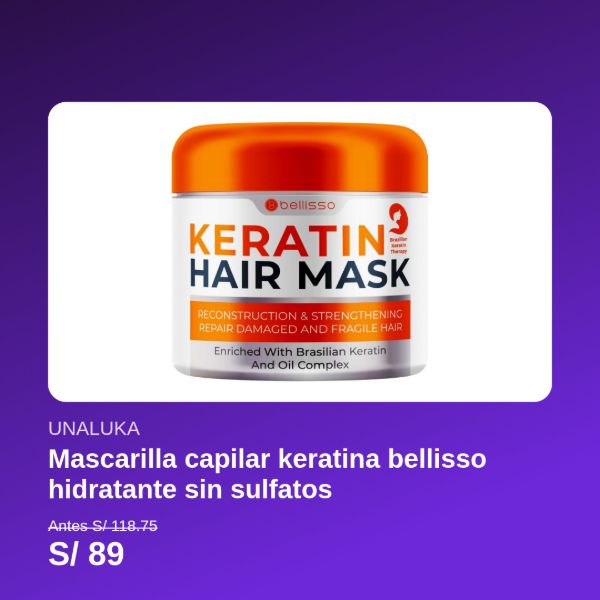 bellisso
KERATIN
HAIR MASK
Brazilian
Keratin
Therapy
RECONSTRUCTION & STRENGTHENING
REPAIR DAMAGED AND FRAGILE HAIR
Enriched With Brasilian Keratin
And Oil Complex
UNALUKA
Mascarilla capilar keratina bellisso
hidratante sin sulfatos
Antes S/ 118.75
S/ 89